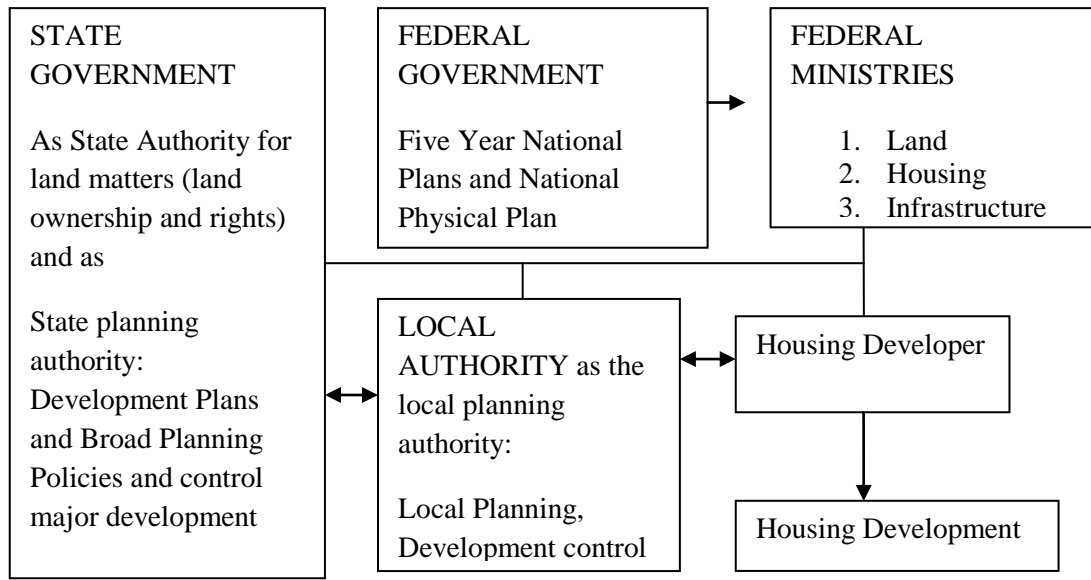 STATE
GOVERNMENT
As State Authority for
land matters (land
ownership and rights)
and as
State planning
authority:
Development Plans
and Broad Planning
Policies and control
major development
FEDERAL
GOVERNMENT
Five Year National
Plans and National
Physical Plan
FEDERAL
MINISTRIES
1. Land
2. Housing
3. Infrastructure
LOCAL
AUTHORITY as the
local planning
authority:
Local Planning,
Development control
Housing Developer
Housing Development